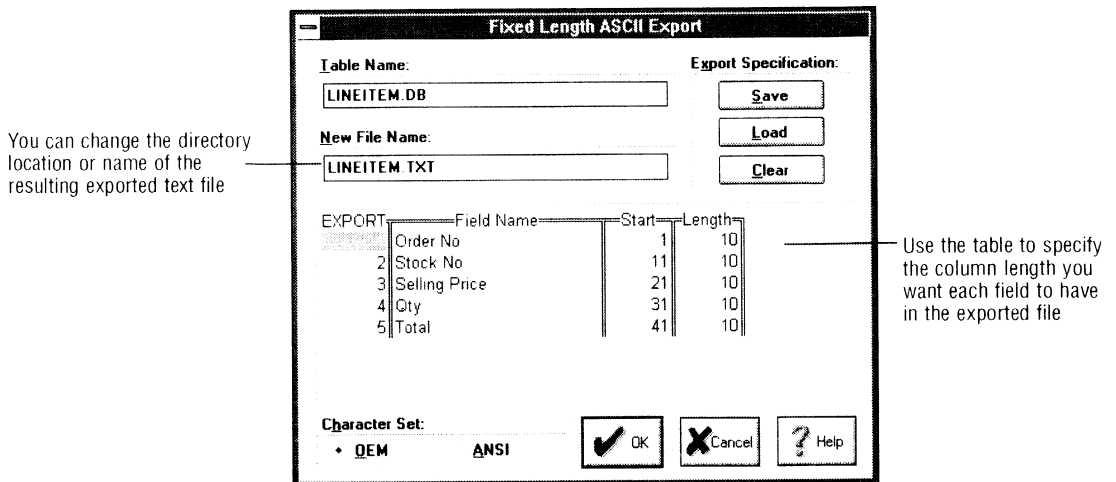 Fixed Length ASCII Export
Table Name:
LINEITEM.DB
New File Name:
LINEITEM.TXT
Export Specification:
Save
Load
Clear
You can change the directory
location or name of the
resulting exported text file
EXPORT Field Name Start Length
Order No 1 10
2 Stock No 11 10
3 Selling Price 21 10
4 Qty 31 10
5 Total 41 10
Use the table to specify
the column length you
want each field to have
in the exported file
Character Set:
OEM ANSI
OK
Cancel
? Help